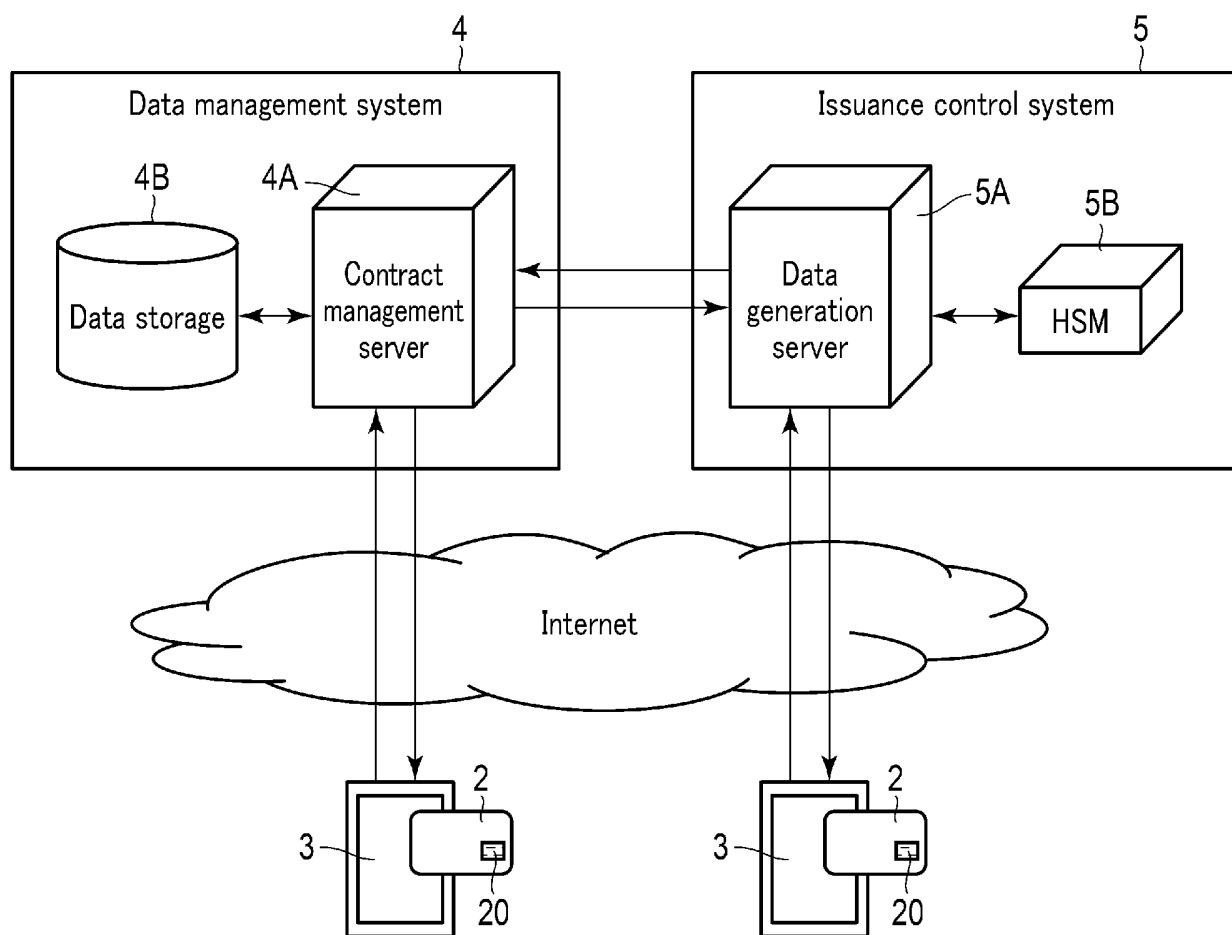 4
5
Data management system
Issuance control system
4B
4A
5A
5B
Data storage
Contract
management
server
Data
generation
server
HSM
Internet
2
3
20
2
3
20